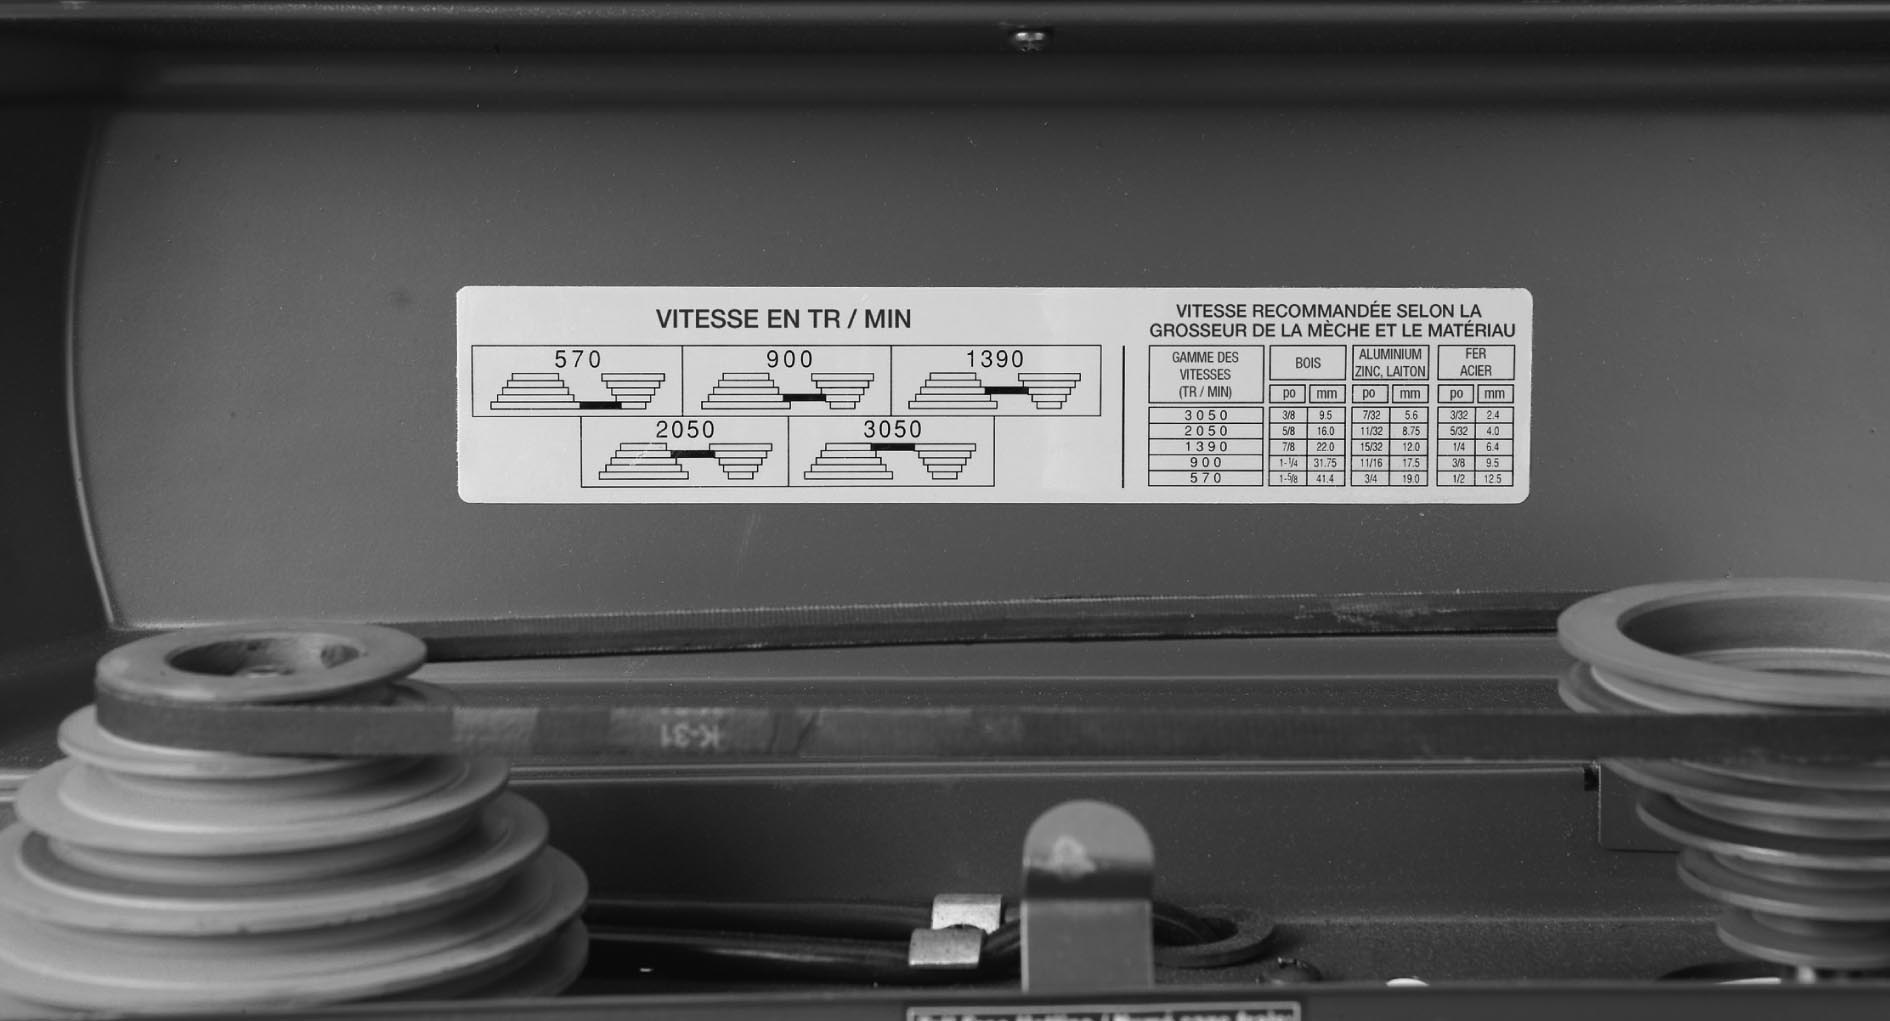 VITESSE EN TR / MIN
570 900 1390
2050 3050
VITESSE RECOMMANDÉE SELON LA
GROSSEUR DE LA MÈCHE ET LE MATÉRIAU
GAMME DES
VITESSES
(TR / MIN)
BOIS
ALUMINIUM
ZINC, LAITON
FER
ACIER
po mm po mm po mm
3050 3/8 9.5 7/32 5.6 3/32 2.4
2050 5/8 16.0 11/32 8.75 5/32 4.0
1390 7/8 22.0 15/32 12.0 1/4 6.4
900 1-1/4 31.75 11/16 17.5 3/8 9.5
570 1-5/8 41.4 3/4 19.0 1/2 12.5
K-31